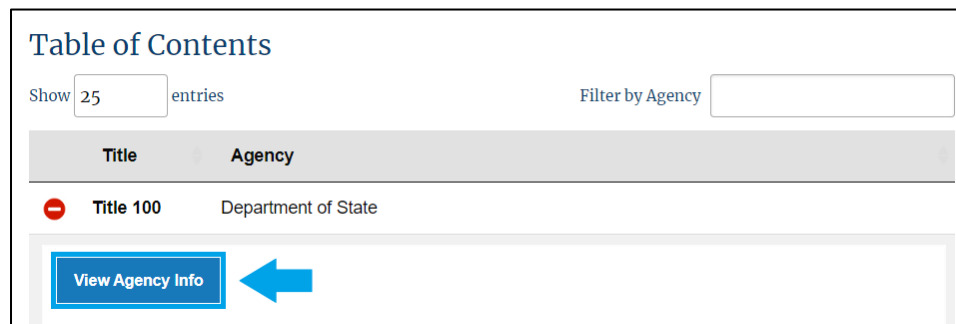 Table of Contents
Show 25 entries Filter by Agency
Title Agency
Title 100 Department of State
View Agency Info